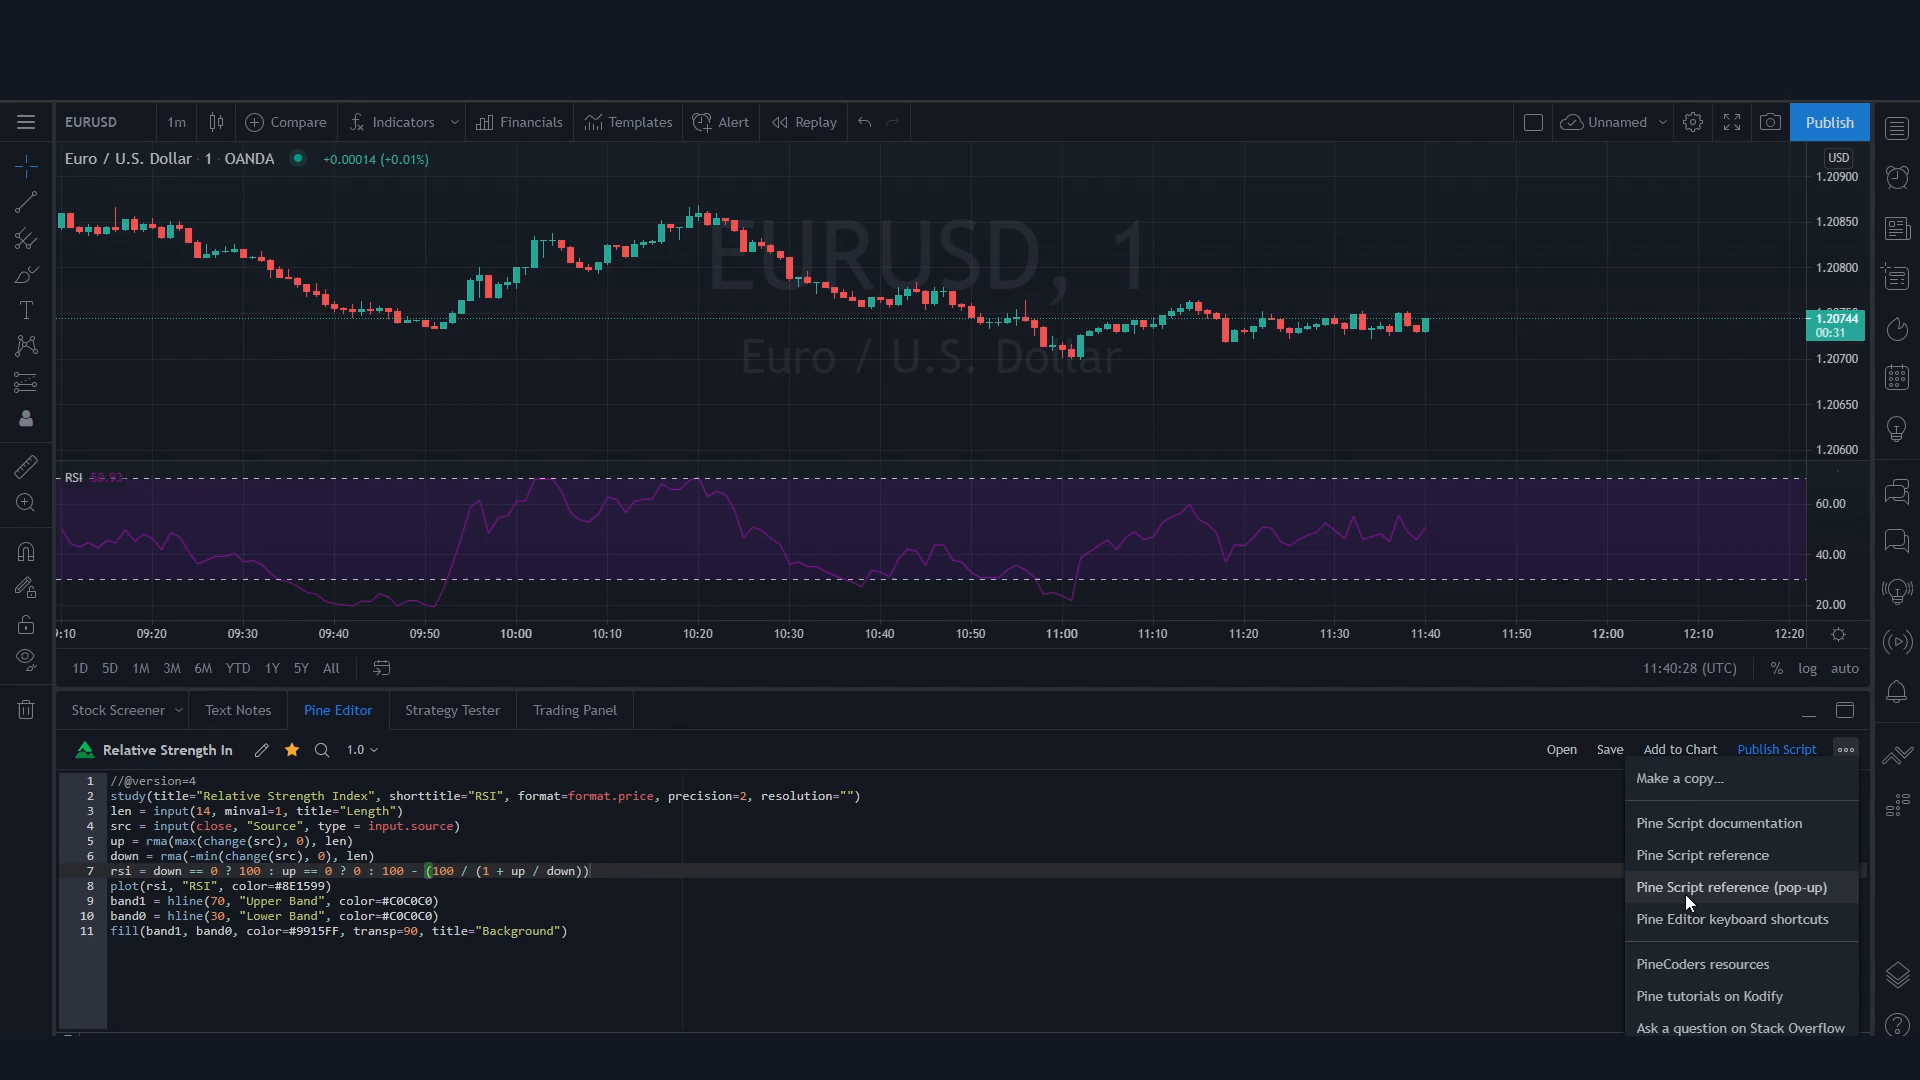 EURUSD 1m Compare Indicators Financials Templates Alert Replay Unnamed Publish
Euro / U.S. Dollar · 1 · OANDA +0.00014 (+0.01%)
USD
1.20900
1.20850
1.20800
1.20744
00:31
1.20700
1.20650
1.20600
EURUSD, 1
Euro / U.S. Dollar
RSI 50.93
60.00
40.00
20.00
09:20 09:30 09:40 09:50 10:00 10:10 10:20 10:30 10:40 10:50 11:00 11:10 11:20 11:30 11:40 11:50 12:00 12:10 12:20
1D 5D 1M 3M 6M YTD 1Y 5Y All 11:40:28 (UTC) % log auto
Stock Screener Text Notes Pine Editor Strategy Tester Trading Panel
Relative Strength In 1.0 Open Save Add to Chart Publish Script
1 //@version=4
2 study(title="Relative Strength Index", shorttitle="RSI", format=format.price, precision=2, resolution="")
3 len = input(14, minval=1, title="Length")
4 src = input(close, "Source", type = input.source)
5 up = rma(max(change(src), 0), len)
6 down = rma(-min(change(src), 0), len)
7 rsi = down == 0 ? 100 : up == 0 ? 0 : 100 - (100 / (1 + up / down))
8 plot(rsi, "RSI", color=#8E1599)
9 band1 = hline(70, "Upper Band", color=#C0C0C0)
10 band0 = hline(30, "Lower Band", color=#C0C0C0)
11 fill(band1, band0, color=#9915FF, transp=90, title="Background")
Make a copy...
Pine Script documentation
Pine Script reference
Pine Script reference (pop-up)
Pine Editor keyboard shortcuts
PineCoders resources
Pine tutorials on Kodify
Ask a question on Stack Overflow